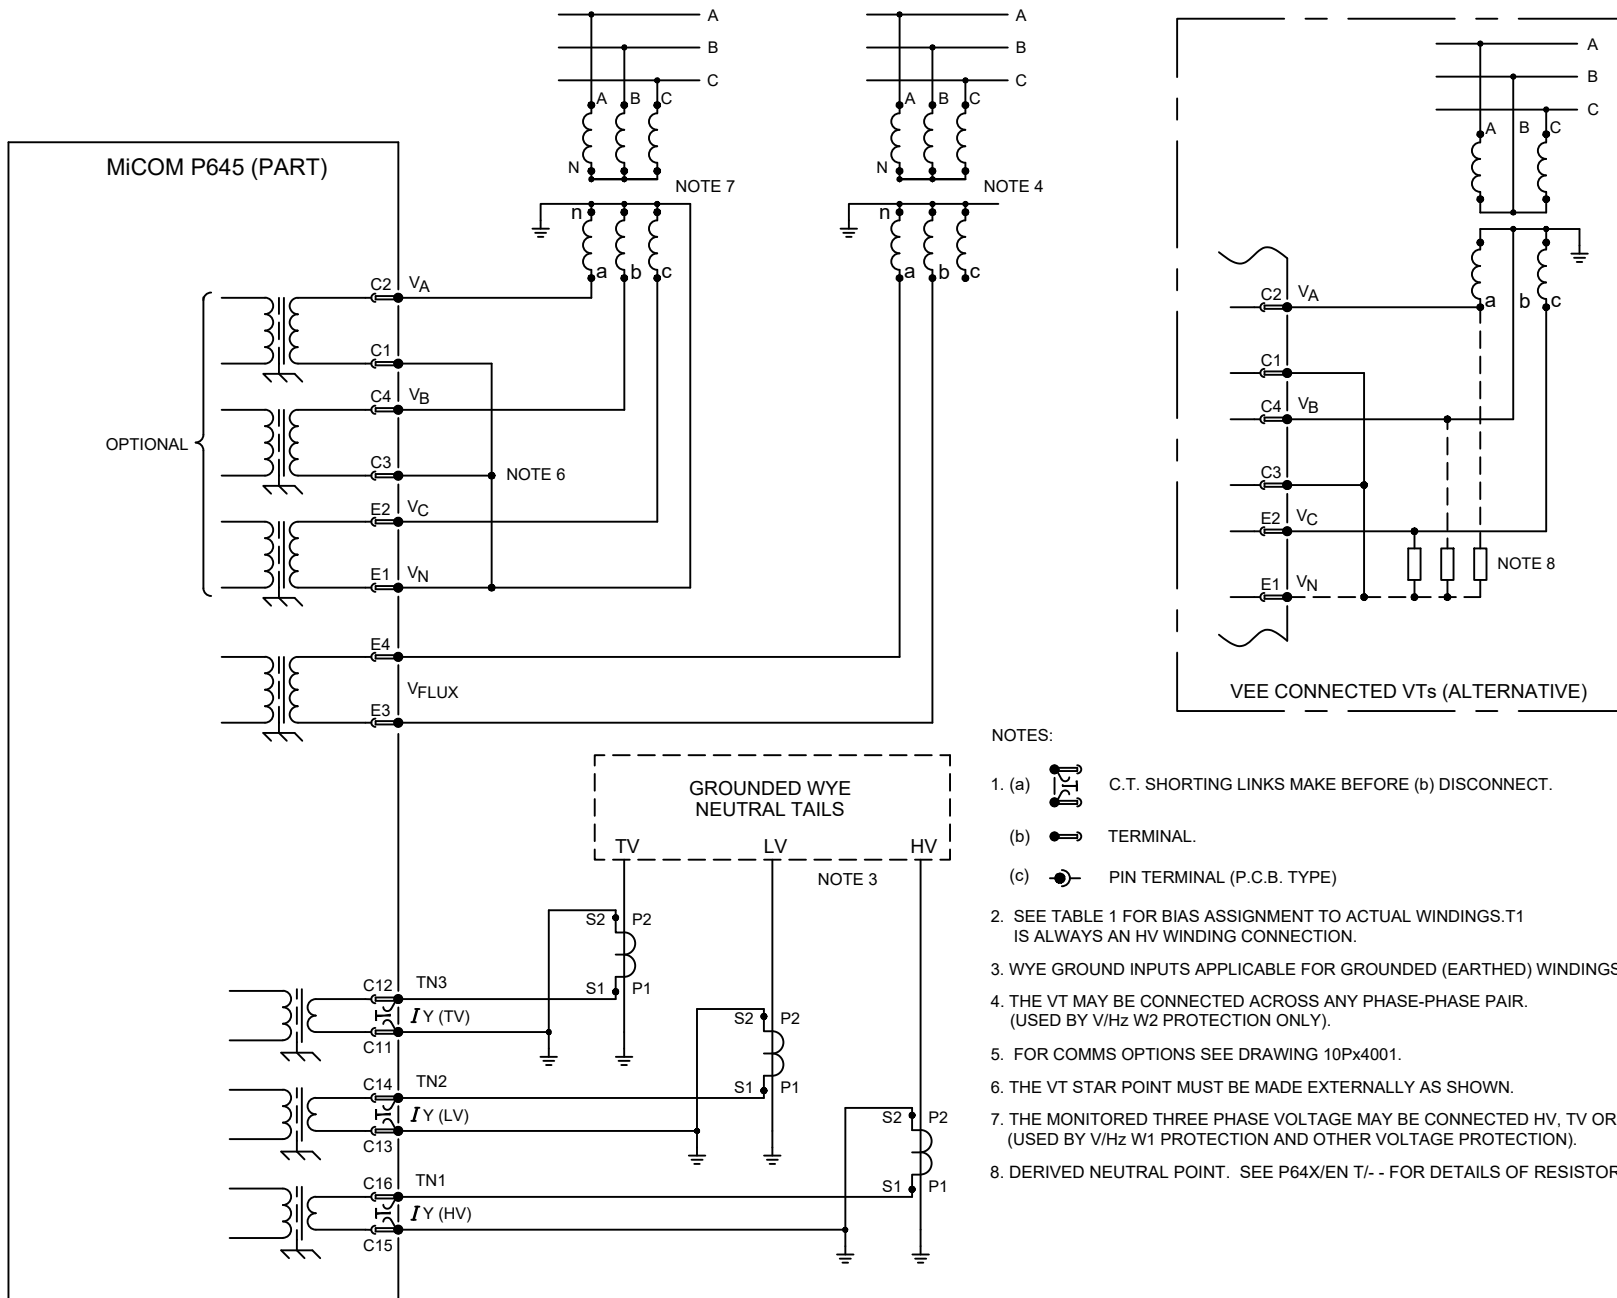 MiCOM P645 (PART)
A
B
C
A B C
N
NOTE 7
n
a b c
A
B
C
A B C
N
NOTE 4
n
a b c
A
B
C
A B C
a b c
OPTIONAL
C2 VA
C1
C4 VB
C3
NOTE 6
E2 VC
E1 VN
E4
VFLUX
E3
C2 VA
C1
C4 VB
C3
E2 VC
E1 VN
NOTE 8
VEE CONNECTED VTs (ALTERNATIVE)
GROUNDED WYE
NEUTRAL TAILS
TV LV HV
NOTE 3
S2 P2
S1 P1
C12 TN3
I Y (TV)
C11
S2 P2
S1 P1
C14 TN2
I Y (LV)
C13
S2 P2
S1 P1
C16 TN1
I Y (HV)
C15
NOTES:
1. (a) C.T. SHORTING LINKS MAKE BEFORE (b) DISCONNECT.
(b) TERMINAL.
(c) PIN TERMINAL (P.C.B. TYPE)
2. SEE TABLE 1 FOR BIAS ASSIGNMENT TO ACTUAL WINDINGS.T1
IS ALWAYS AN HV WINDING CONNECTION.
3. WYE GROUND INPUTS APPLICABLE FOR GROUNDED (EARTHED) WINDINGS
4. THE VT MAY BE CONNECTED ACROSS ANY PHASE-PHASE PAIR.
(USED BY V/Hz W2 PROTECTION ONLY).
5. FOR COMMS OPTIONS SEE DRAWING 10Px4001.
6. THE VT STAR POINT MUST BE MADE EXTERNALLY AS SHOWN.
7. THE MONITORED THREE PHASE VOLTAGE MAY BE CONNECTED HV, TV OR
(USED BY V/Hz W1 PROTECTION AND OTHER VOLTAGE PROTECTION).
8. DERIVED NEUTRAL POINT. SEE P64X/EN T/- - FOR DETAILS OF RESISTOR